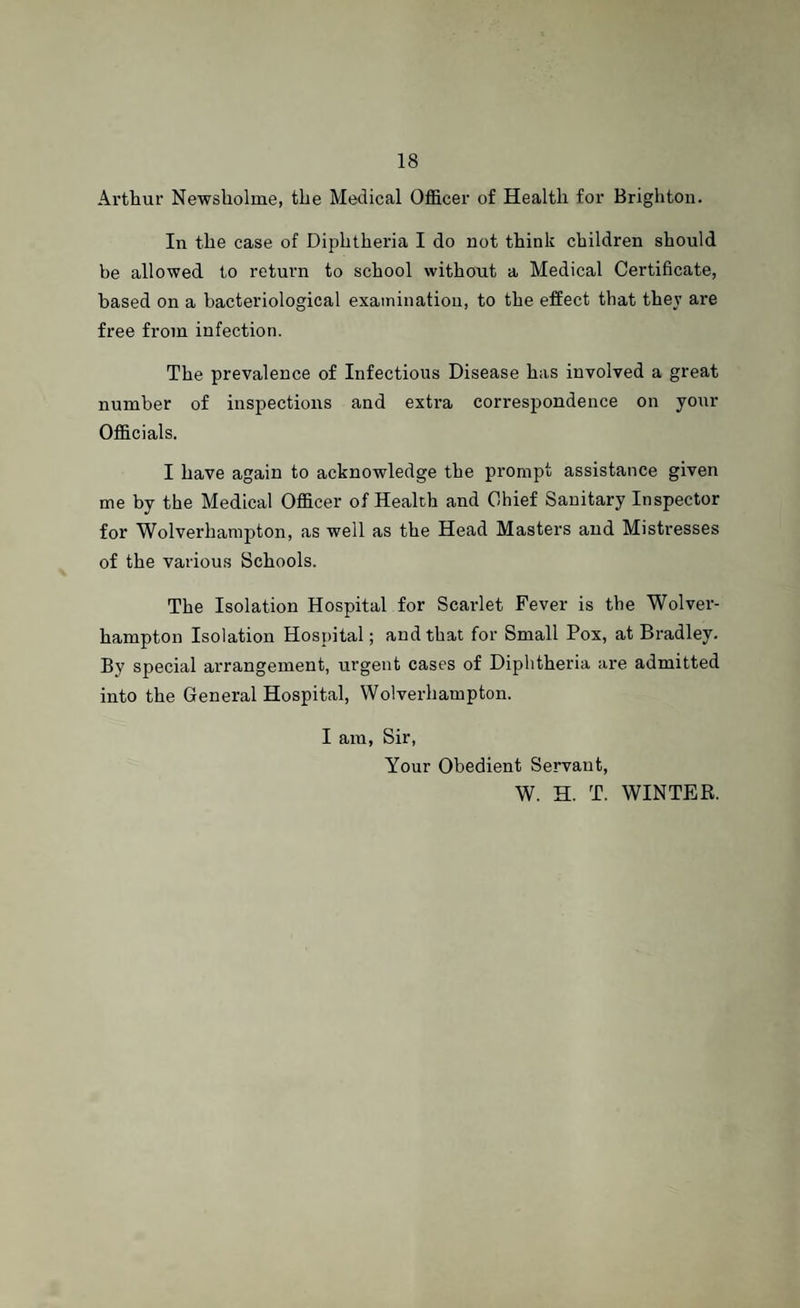 18
Arthur Newsholme, the Medical Officer of Health for Brighton.
In the case of Diphtheria I do not think children should
be allowed to return to school without a Medical Certificate,
based on a bacteriological examination, to the effect that they are
free from infection.
The prevalence of Infectious Disease has involved a great
number of inspections and extra correspondence on your
Officials.
I have again to acknowledge the prompt assistance given
me by the Medical Officer of Health and Chief Sanitary Inspector
for Wolverhampton, as well as the Head Masters and Mistresses
of the various Schools.
The Isolation Hospital for Scarlet Fever is the Wolver-
hampton Isolation Hospital; and that for Small Pox, at Bradley.
By special arrangement, urgent cases of Diphtheria are admitted
into the General Hospital, Wolverhampton.
I am, Sir,
Your Obedient Servant,
W. H. T. WINTER.